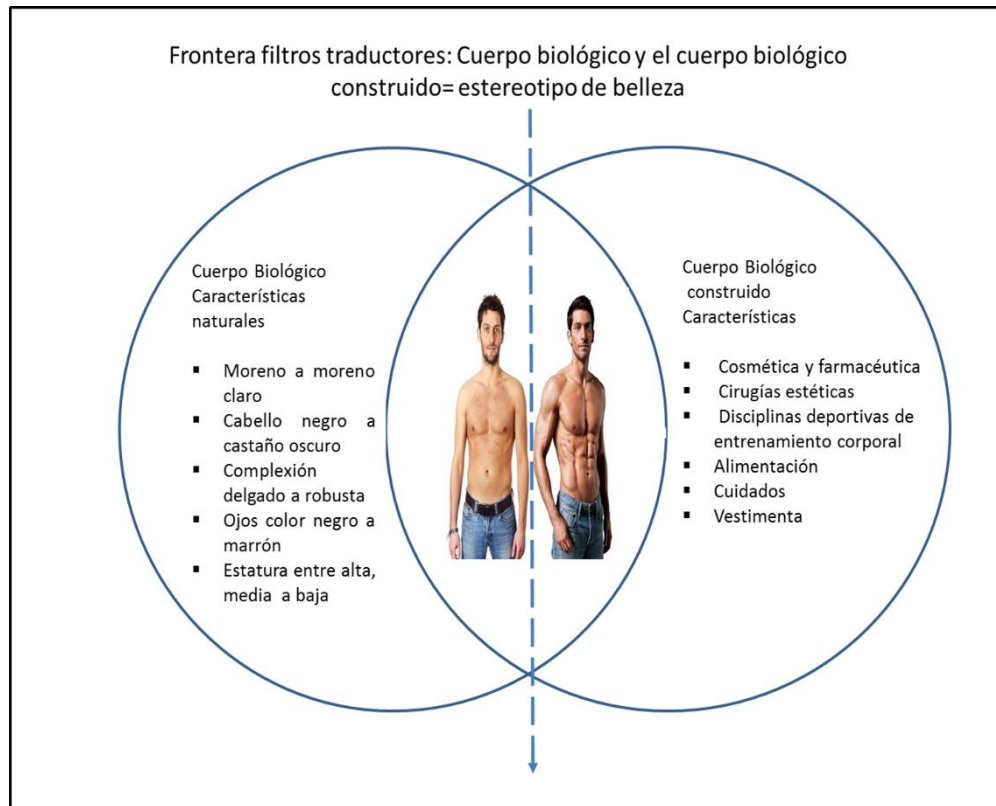 Frontera filtros traductores: Cuerpo biológico y el cuerpo biológico
construido= estereotipo de belleza
Cuerpo Biológico
Características
naturales
▪ Moreno a moreno
claro
▪ Cabello negro a
castaño oscuro
▪ Complexión
delgado a robusta
▪ Ojos color negro a
marrón
▪ Estatura entre alta,
media a baja
Cuerpo Biológico
construido
Características
▪ Cosmética y farmacéutica
▪ Cirugías estéticas
▪ Disciplinas deportivas de
entrenamiento corporal
▪ Alimentación
▪ Cuidados
▪ Vestimenta